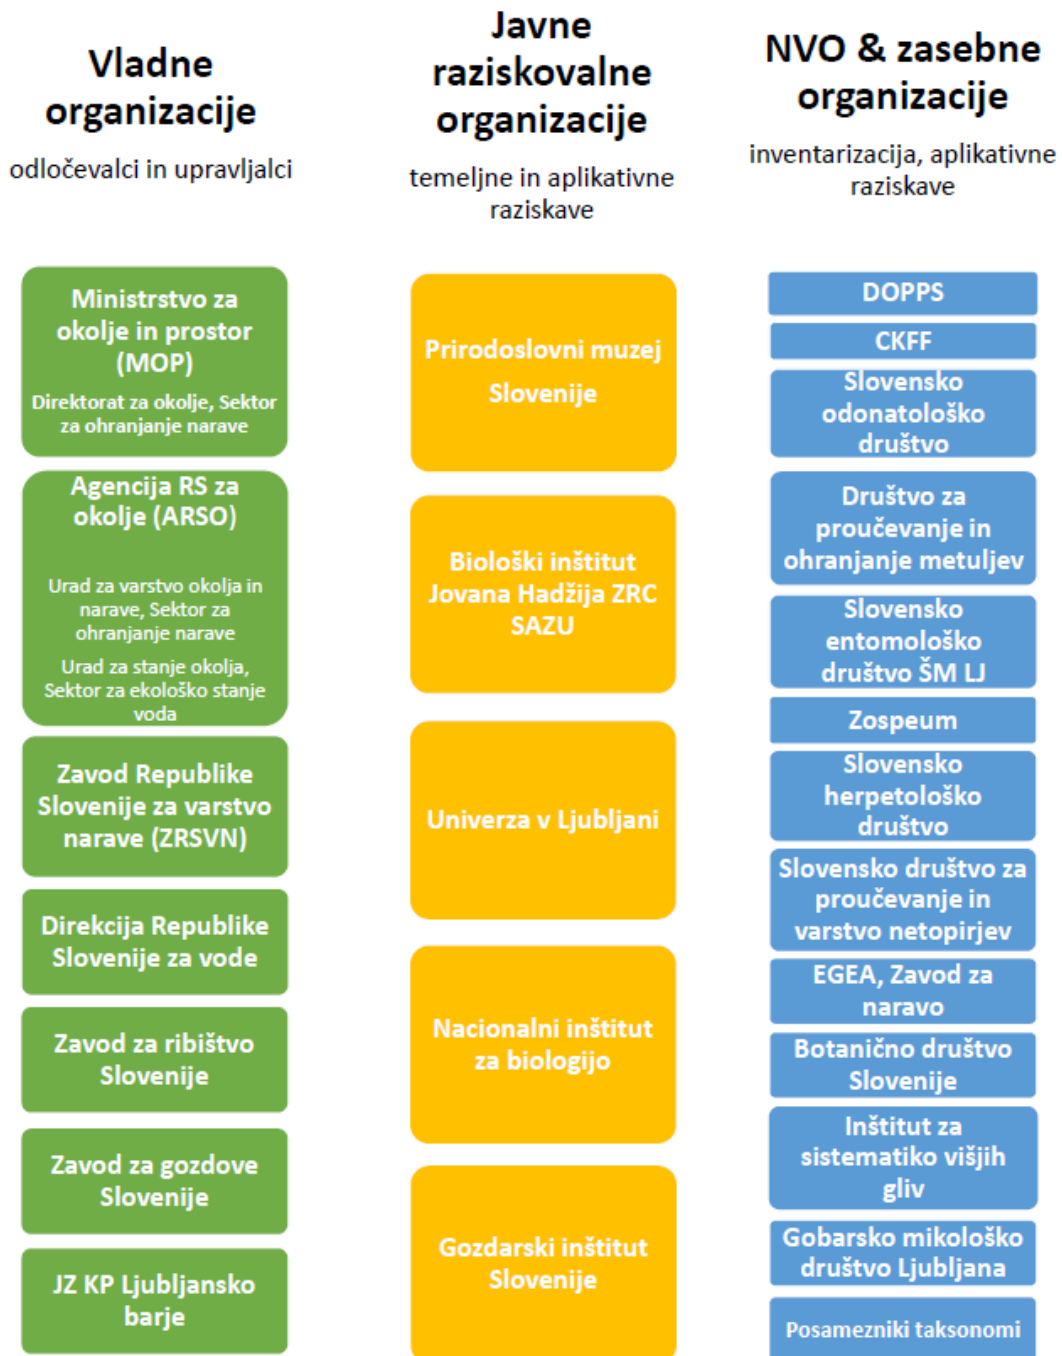 Vladne
organizacije
odločevalci in upravljalci
Ministrstvo za
okolje in prostor
(MOP)
Direktorat za okolje, Sektor
za ohranjanje narave
Agencija RS za
okolje (ARSO)
Urad za varstvo okolja in
narave, Sektor za
ohranjanje narave
Urad za stanje okolja,
Sektor za ekološko stanje
voda
Zavod Republike
Slovenije za varstvo
narave (ZRSVN)
Direkcija Republike
Slovenije za vode
Zavod za ribištvo
Slovenije
Zavod za gozdove
Slovenije
JZ KP Ljubljansko
barje
Javne
raziskovalne
organizacije
temeljne in aplikativne
raziskave
Prirodoslovni muzej
Slovenije
Biološki inštitut
Jovana Hadžija ZRC
SAZU
Univerza v Ljubljani
Nacionalni inštitut
za biologijo
Gozdarski inštitut
Slovenije
NVO & zasebne
organizacije
inventarizacija, aplikativne
raziskave
DOPPS
CKFF
Slovensko
odonatološko
društvo
Društvo za
proučevanje in
ohranjanje metuljev
Slovensko
entomološko
društvo ŠM LJ
Zospeum
Slovensko
herpetološko
društvo
Slovensko društvo za
proučevanje in
varstvo netopirjev
EGEA, Zavod za
naravo
Botanično društvo
Slovenije
Inštitut za
sistematiko višjih
gliv
Gobarsko mikološko
društvo Ljubljana
Posamezniki taksonomi